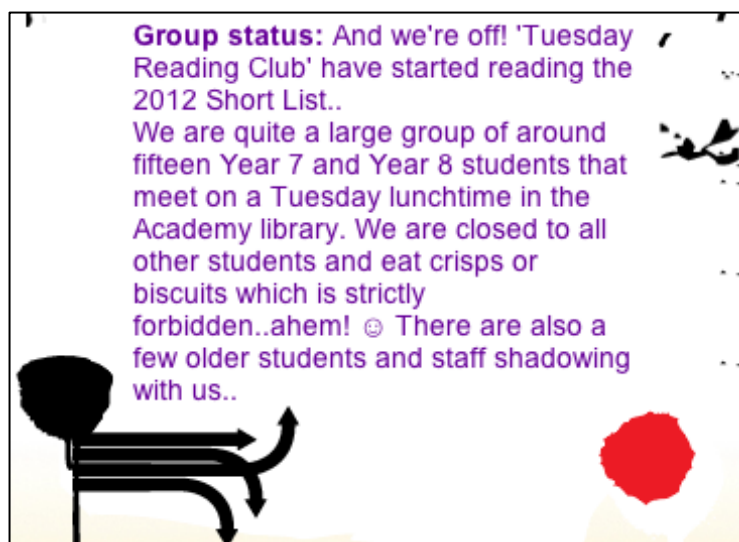 Group status: And we're off! 'Tuesday
Reading Club' have started reading the
2012 Short List..
We are quite a large group of around
fifteen Year 7 and Year 8 students that
meet on a Tuesday lunchtime in the
Academy library. We are closed to all
other students and eat crisps or
biscuits which is strictly
forbidden..ahem! ☺ There are also a
few older students and staff shadowing
with us..